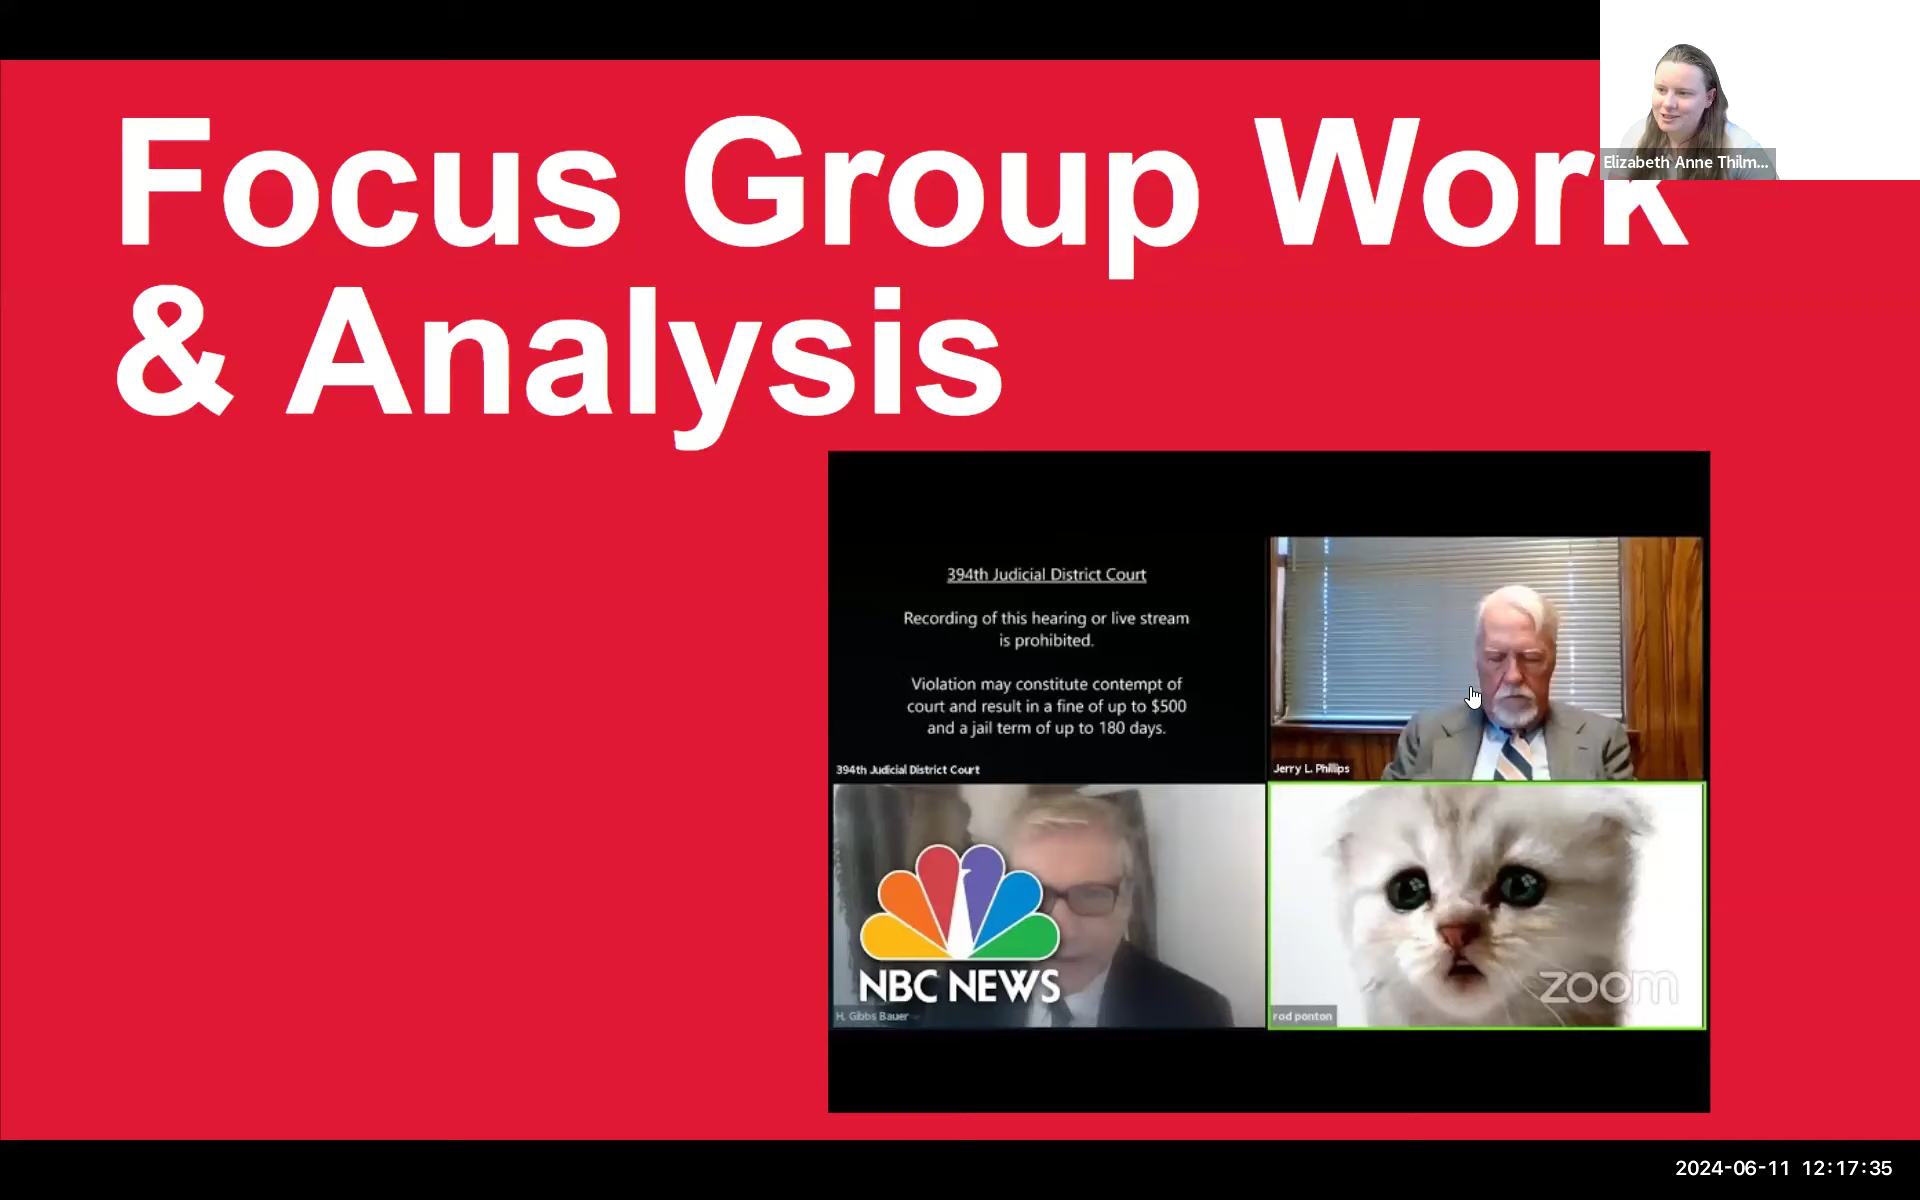 Focus Group Work
& Analysis
Elizabeth Anne Thilm...
394th Judicial District Court
Recording of this hearing or live stream
is prohibited.
Violation may constitute contempt of
court and result in a fine of up to $500
and a jail term of up to 180 days.
394th Judicial District Court
Jerry L. Phillips
NBC NEWS
H. Gibbs Bauer
zoom
rod ponton
2024-06-11 12:17:35